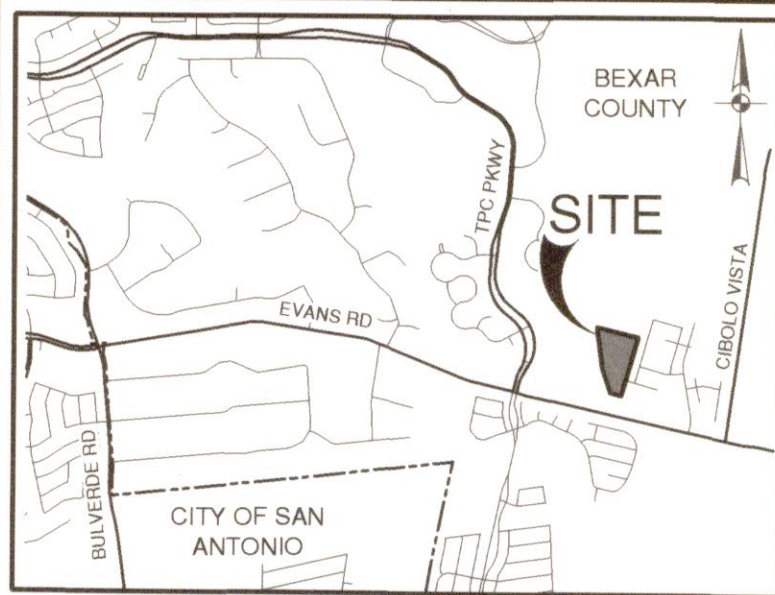 BEXAR
COUNTY
SITE
TPC PKWY
EVANS RD
CIBOLO VISTA
BULVERDE RD
CITY OF SAN
ANTONIO